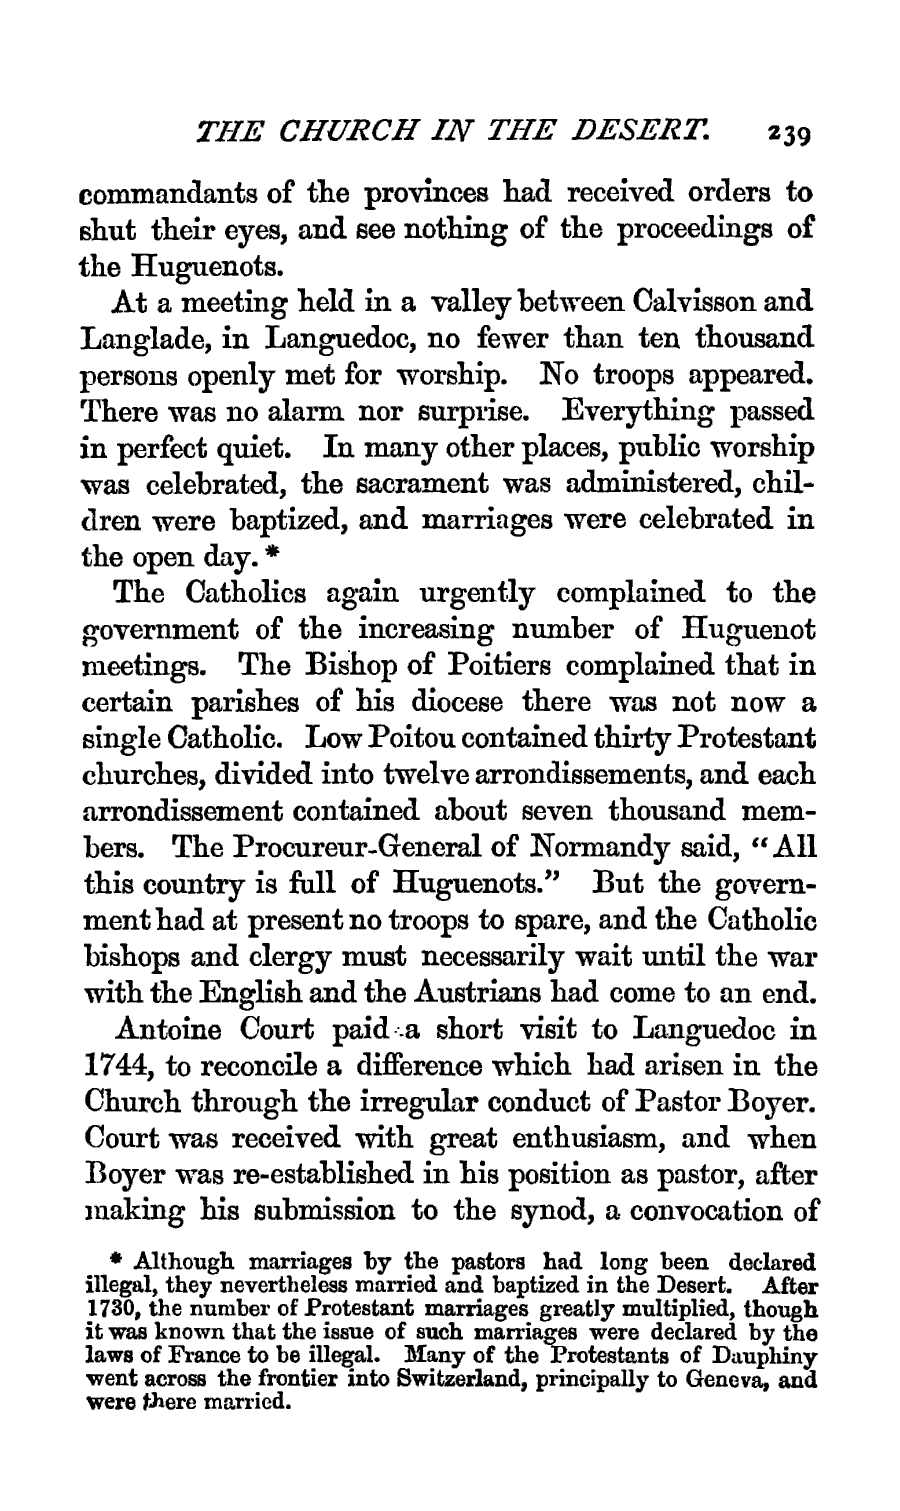 THE CHURCH IN THE DESERT. 239
commandants of the provinces had received orders to
shut their eyes, and see nothing of the proceedings of
the Huguenots.
At a meeting held in a valley between Calvisson and
Langlade, in Languedoc, no fewer than ten thousand
persons openly met for worship. No troops appeared.
There was no alarm nor surprise. Everything passed
in perfect quiet. In many other places, public worship
was celebrated, the sacrament was administered, chil-
dren were baptized, and marriages were celebrated in
the open day.*
The Catholics again urgently complained to the
government of the increasing number of Huguenot
meetings. The Bishop of Poitiers complained that in
certain parishes of his diocese there was not now a
single Catholic. Low Poitou contained thirty Protestant
churches, divided into twelve arrondissements, and each
arrondissement contained about seven thousand mem-
bers. The Procureur-General of Normandy said, "All
this country is full of Huguenots." But the govern-
ment had at present no troops to spare, and the Catholic
bishops and clergy must necessarily wait until the war
with the English and the Austrians had come to an end.
Antoine Court paid a short visit to Languedoc in
1744, to reconcile a difference which had arisen in the
Church through the irregular conduct of Pastor Boyer.
Court was received with great enthusiasm, and when
Boyer was re-established in his position as pastor, after
making his submission to the synod, a convocation of
* Although marriages by the pastors had long been declared
illegal, they nevertheless married and baptized in the Desert. After
1730, the number of Protestant marriages greatly multiplied, though
it was known that the issue of such marriages were declared by the
laws of France to be illegal. Many of the Protestants of Dauphiny
went across the frontier into Switzerland, principally to Geneva, and
were there married.